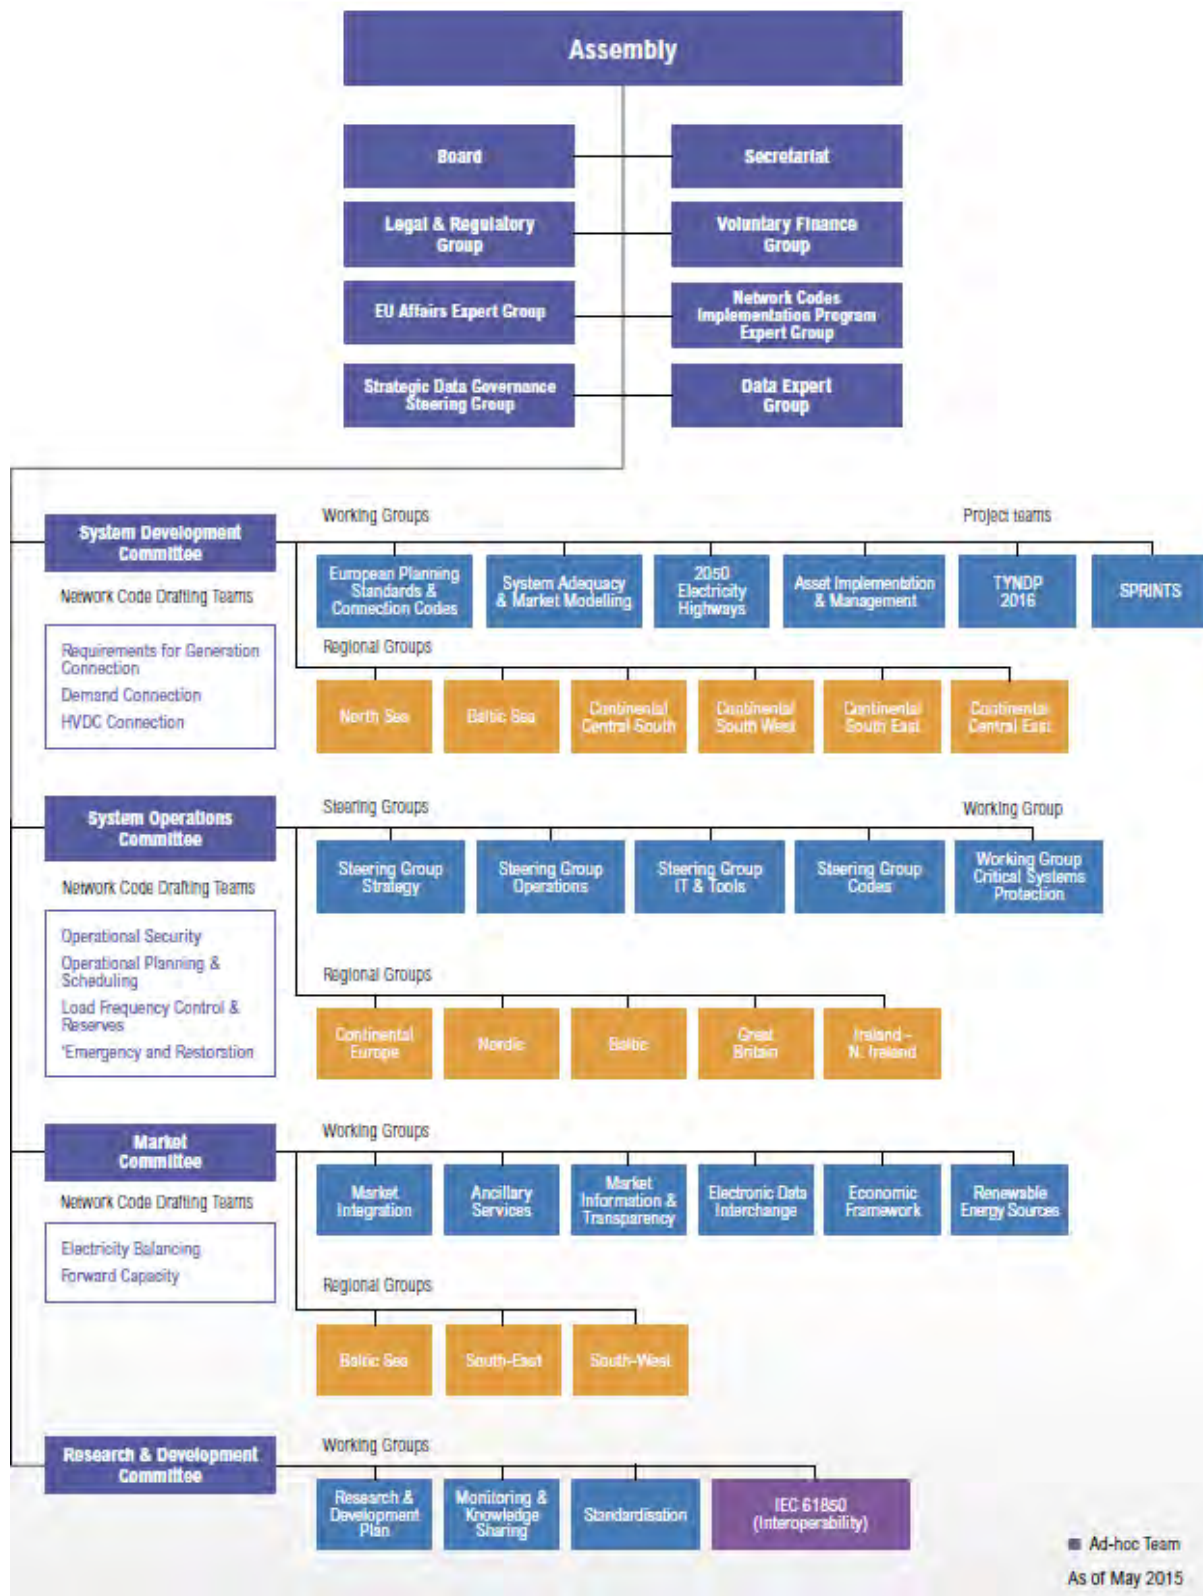 Assembly
Board
Secretariat
Legal & Regulatory
Group
Voluntary Finance
Group
EU Affairs Expert Group
Network Codes
Implementation Program
Expert Group
Strategic Data Governance
Steering Group
Data Expert
Group
System Development
Committee
Working Groups
Project teams
European Planning
Standards &
Connection Codes
System Adequacy
& Market Modelling
2050
Electricity
Highways
Asset Implementation
& Management
TYNDP
2016
SPRINTS
Network Code Drafting Teams
Requirements for Generation
Connection
Demand Connection
HVDC Connection
Regional Groups
North Sea
Baltic Sea
Continental
Central South
Continental
South West
Continental
South East
Continental
Central East
System Operations
Committee
Steering Groups
Working Group
Steering Group
Strategy
Steering Group
Operations
Steering Group
IT & Tools
Steering Group
Codes
Working Group
Critical Systems
Protection
Network Code Drafting Teams
Operational Security
Operational Planning &
Scheduling
Load Frequency Control &
Reserves
*Emergency and Restoration
Regional Groups
Continental
Europe
Nordic
Baltic
Great
Britain
Ireland –
N. Ireland
Market
Committee
Working Groups
Market
Integration
Ancillary
Services
Market
Information &
Transparency
Electronic Data
Interchange
Economic
Framework
Renewable
Energy Sources
Network Code Drafting Teams
Electricity Balancing
Forward Capacity
Regional Groups
Baltic Sea
South-East
South-West
Research & Development
Committee
Working Groups
Research &
Development
Plan
Monitoring &
Knowledge
Sharing
Standardisation
IEC 61850
(Interoperability)
Ad-hoc Team
As of May 2015